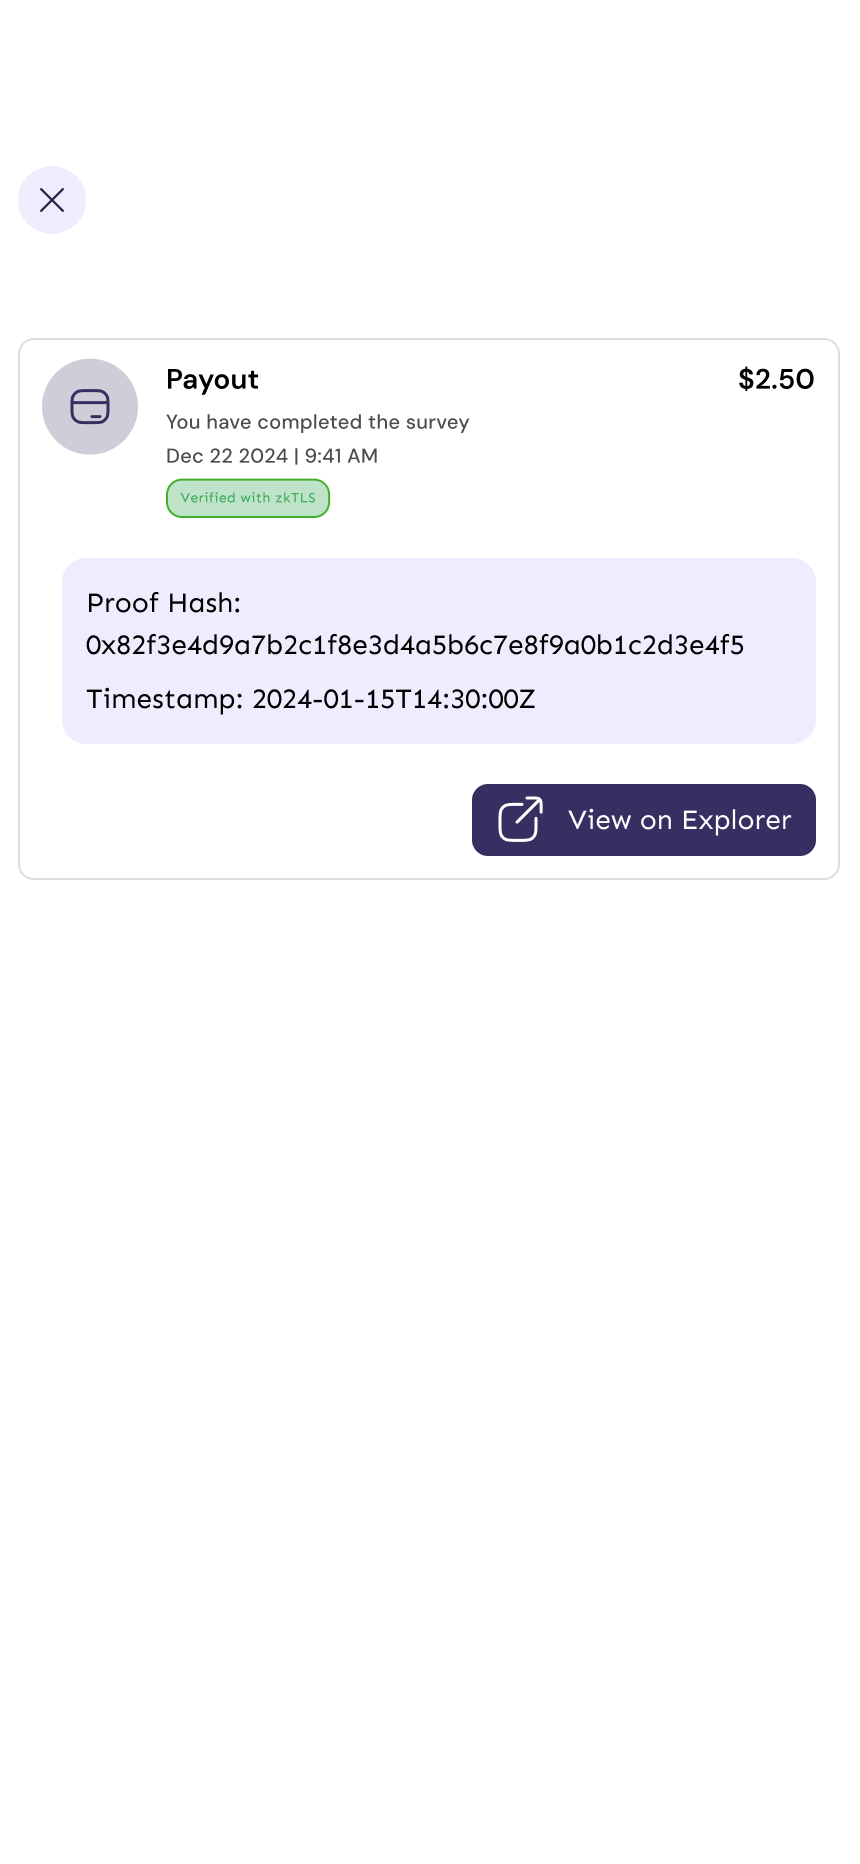 Payout
$2.50
You have completed the survey
Dec 22 2024 | 9:41 AM
Verified with zkTLS
Proof Hash:
0x82f3e4d9a7b2c1f8e3d4a5b6c7e8f9a0b1c2d3e4f5
Timestamp: 2024-01-15T14:30:00Z
View on Explorer